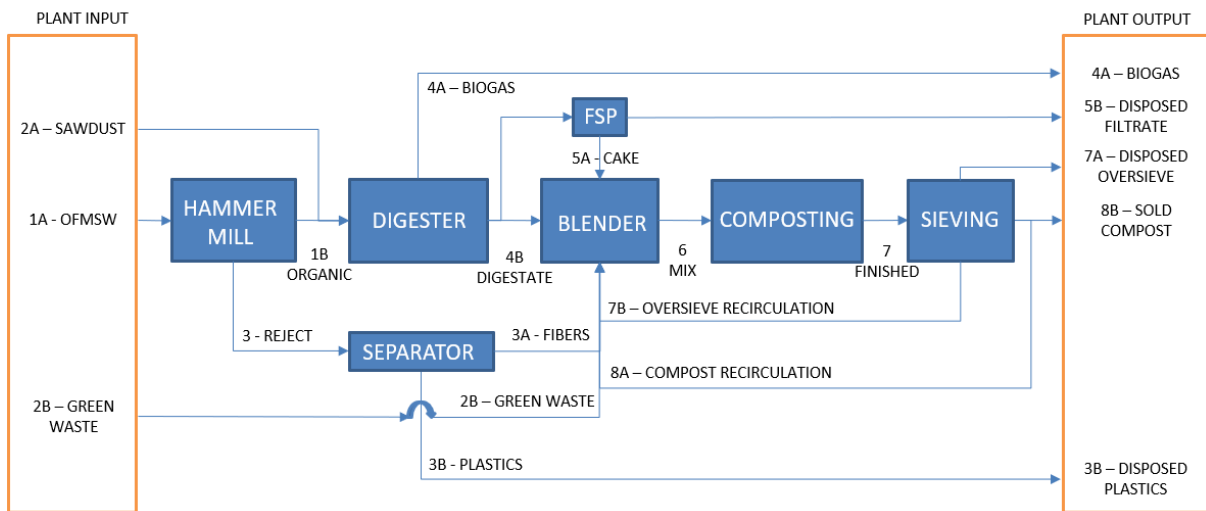 PLANT INPUT
PLANT OUTPUT
4A – BIOGAS
4A – BIOGAS
2A – SAWDUST
FSP
5B – DISPOSED
FILTRATE
5A - CAKE
7A – DISPOSED
OVERSIEVE
1A - OFMSW
HAMMER
MILL
DIGESTER
BLENDER
COMPOSTING
SIEVING
8B – SOLD
COMPOST
1B
ORGANIC
4B
DIGESTATE
6
MIX
7
FINISHED
7B – OVERSIEVE RECIRCULATION
3 - REJECT
SEPARATOR
3A - FIBERS
8A – COMPOST RECIRCULATION
2B – GREEN
WASTE
2B – GREEN WASTE
3B - PLASTICS
3B – DISPOSED
PLASTICS